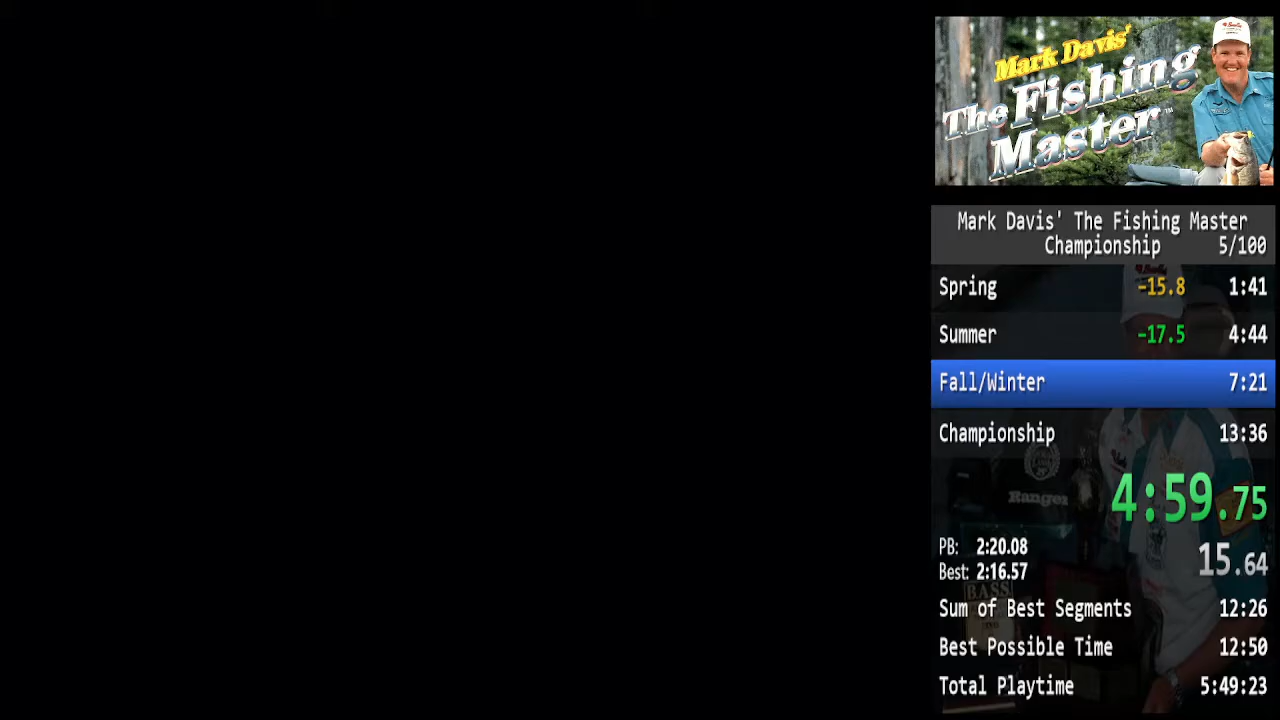 Mark Davis'
The Fishing
Master™
Mark Davis' The Fishing Master
Championship 5/100
Spring -15.8 1:41
Summer -17.5 4:44
Fall/Winter 7:21
Championship 13:36
Ranger
4:59.75
PB: 2:20.08
15.64
Best: 2:16.57
B.A.S.S.
Sum of Best Segments 12:26
Best Possible Time 12:50
Total Playtime 5:49:23